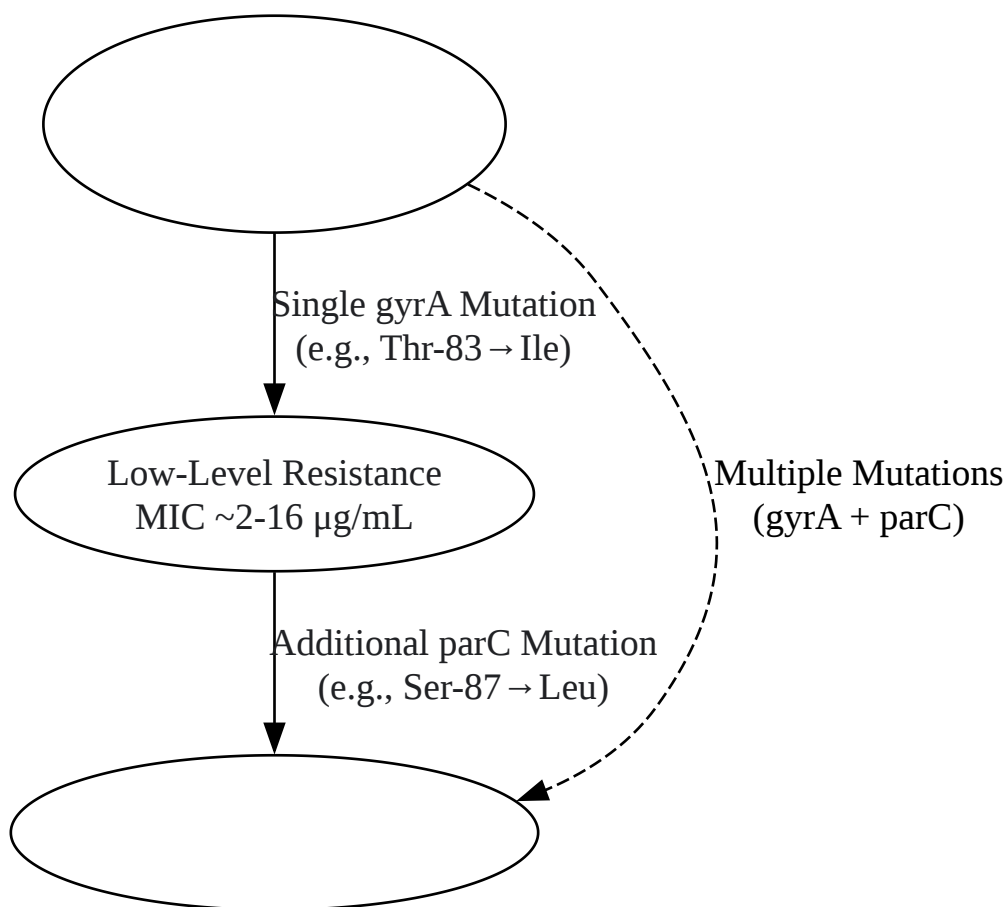 Single gyrA Mutation
(e.g., Thr-83→Ile)
Low-Level Resistance
MIC ~2-16 μg/mL
Multiple Mutations
(gyrA + parC)
Additional parC Mutation
(e.g., Ser-87→Leu)